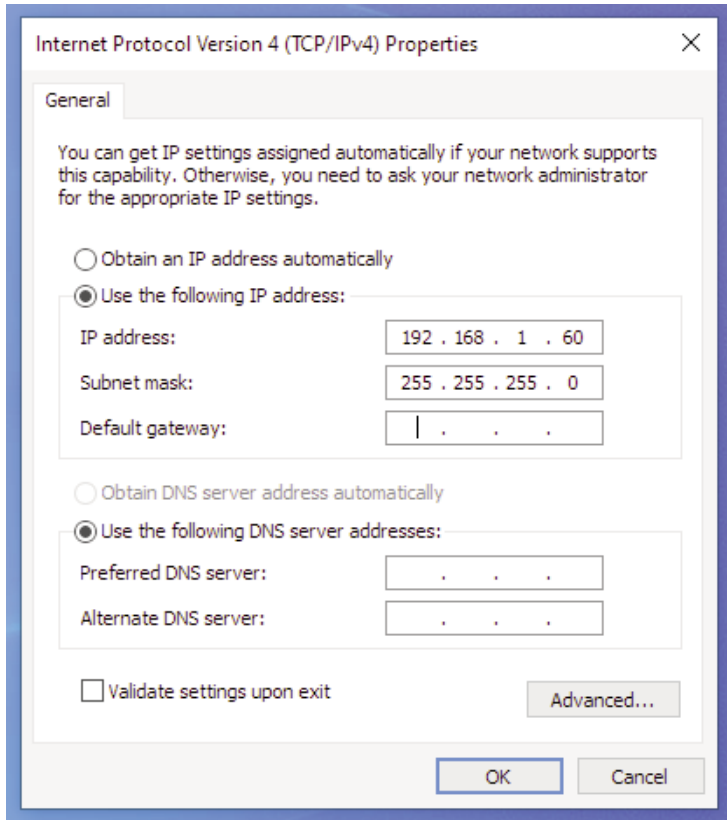 Internet Protocol Version 4 (TCP/IPv4) Properties
General
You can get IP settings assigned automatically if your network supports
this capability. Otherwise, you need to ask your network administrator
for the appropriate IP settings.
Obtain an IP address automatically
Use the following IP address:
IP address: 192 . 168 . 1 . 60
Subnet mask: 255 . 255 . 255 . 0
Default gateway: . . .
Obtain DNS server address automatically
Use the following DNS server addresses:
Preferred DNS server: . . .
Alternate DNS server: . . .
Validate settings upon exit
Advanced...
OK Cancel